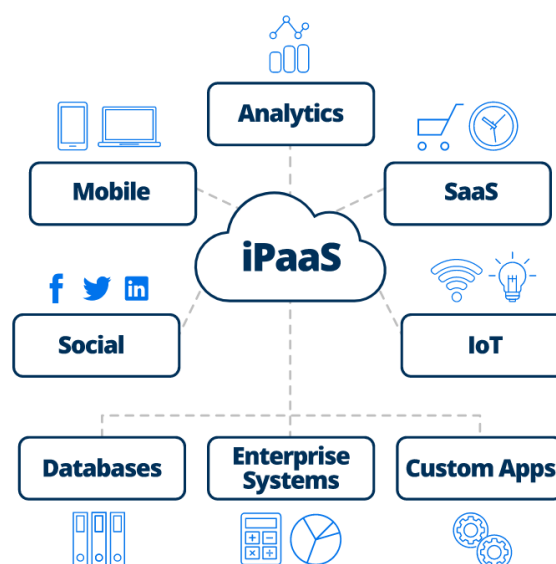 Analytics
Mobile
SaaS
iPaaS
Social
IoT
Databases
Enterprise
Systems
Custom Apps